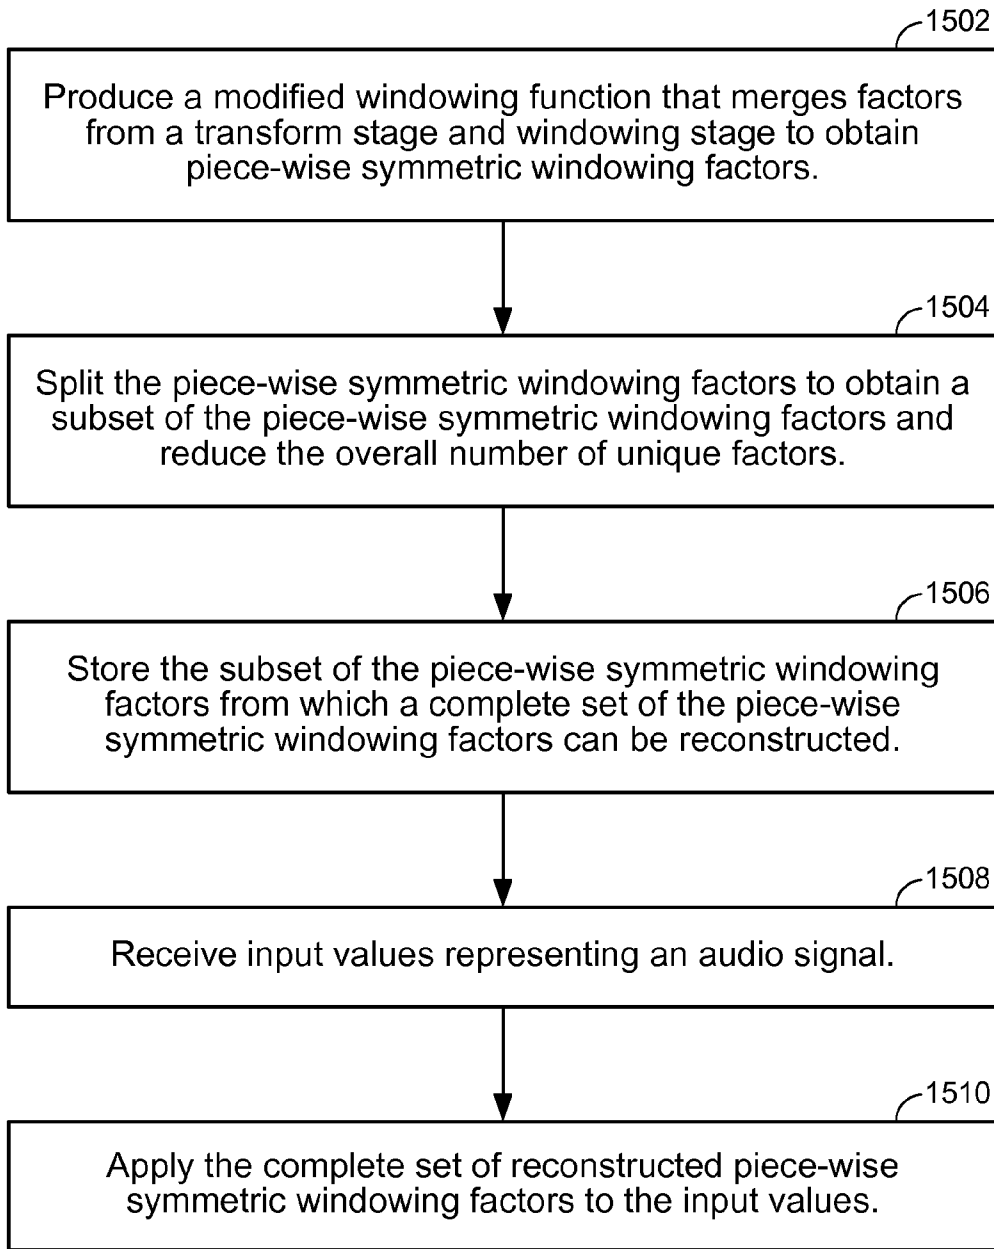 1502
Produce a modified windowing function that merges factors
from a transform stage and windowing stage to obtain
piece-wise symmetric windowing factors.
1504
Split the piece-wise symmetric windowing factors to obtain a
subset of the piece-wise symmetric windowing factors and
reduce the overall number of unique factors.
1506
Store the subset of the piece-wise symmetric windowing
factors from which a complete set of the piece-wise
symmetric windowing factors can be reconstructed.
1508
Receive input values representing an audio signal.
1510
Apply the complete set of reconstructed piece-wise
symmetric windowing factors to the input values.